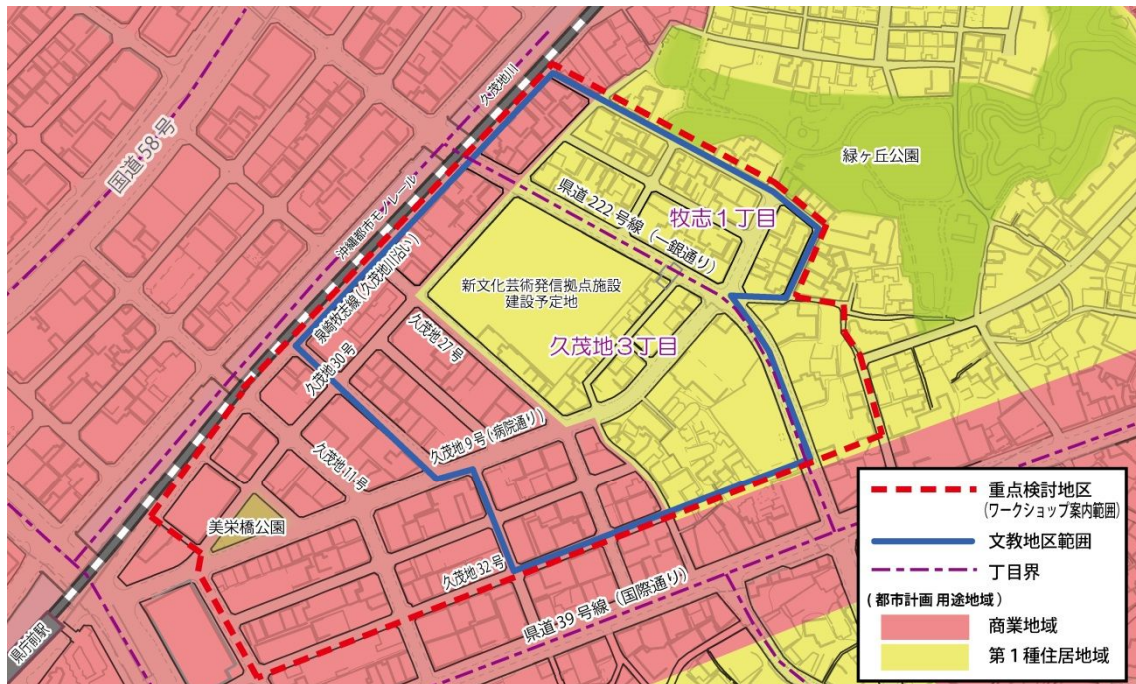 久茂地川
国道58号
緑ヶ丘公園
沖縄都市モノレール
県道222号線(一銀通り)
牧志1丁目
泉崎牧志線(久茂地川沿い)
新文化芸術発信拠点施設
建設予定地
久茂地27号
久茂地3丁目
久茂地30号
久茂地9号(病院通り)
久茂地11号
美栄橋公園
久茂地32号
県道39号線(国際通り)
県庁前駅
重点検討地区
(ワークショップ案内範囲)
文教地区範囲
丁目界
(都市計画 用途地域)
商業地域
第1種住居地域